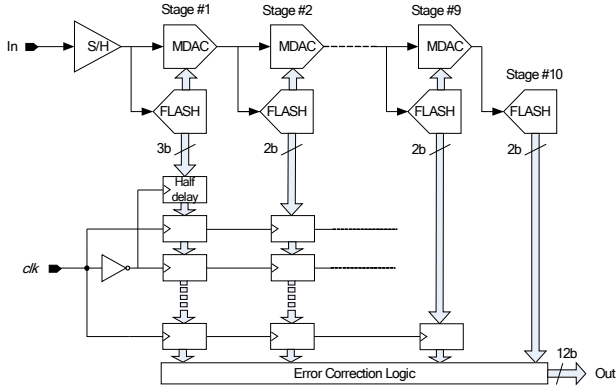 Stage #1
Stage #2
Stage #9
In
S/H
MDAC
MDAC
MDAC
Stage #10
FLASH
FLASH
FLASH
FLASH
3b
2b
2b
2b
Half
delay
clk
12b
Error Correction Logic
Out